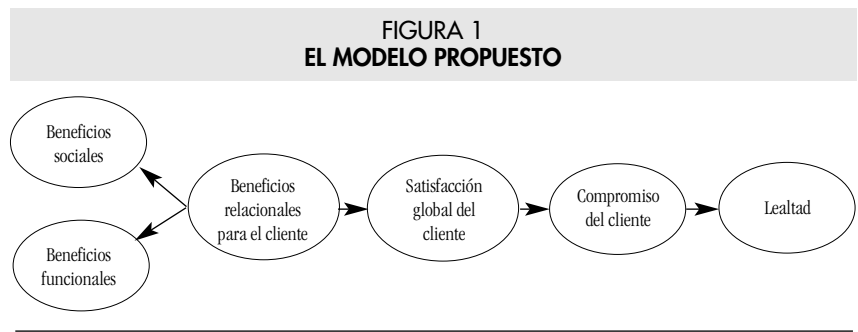 FIGURA 1
EL MODELO PROPUESTO
Beneficios
sociales
Beneficios
funcionales
Beneficios
relacionales
para el cliente
Satisfacción
global del
cliente
Compromiso
del cliente
Lealtad